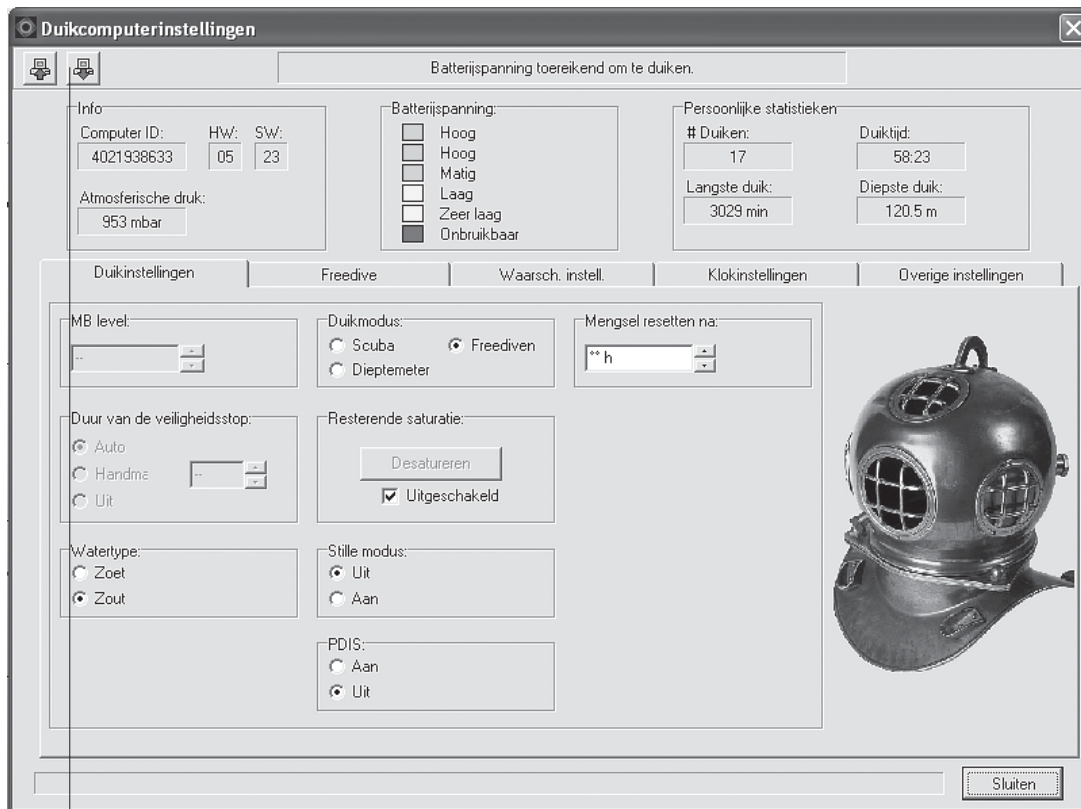 Duikcomputerinstellingen
Batterijspanning toereikend om te duiken.
Info
Computer ID: HW: SW:
4021938633 05 23
Atmosferische druk:
953 mbar
Batterijspanning:
Hoog
Hoog
Matig
Laag
Zeer laag
Onbruikbaar
Persoonlijke statistieken
# Duiken: Duiktijd:
17 58:23
Langste duik: Diepste duik:
3029 min 120.5 m
Duikinstellingen Freedive Waarsch. instell. Klokinstellingen Overige instellingen
MB level:
--
Duikmodus:
Scuba Freediven
Dieptemeter
Mengsel resetten na:
** h
Duur van de veiligheidsstop:
Auto
Handma --
Uit
Resterende saturatie:
Desatureren
Uitgeschakeld
Watertype:
Zoet
Zout
Stille modus:
Uit
Aan
PDIS:
Aan
Uit
Sluiten